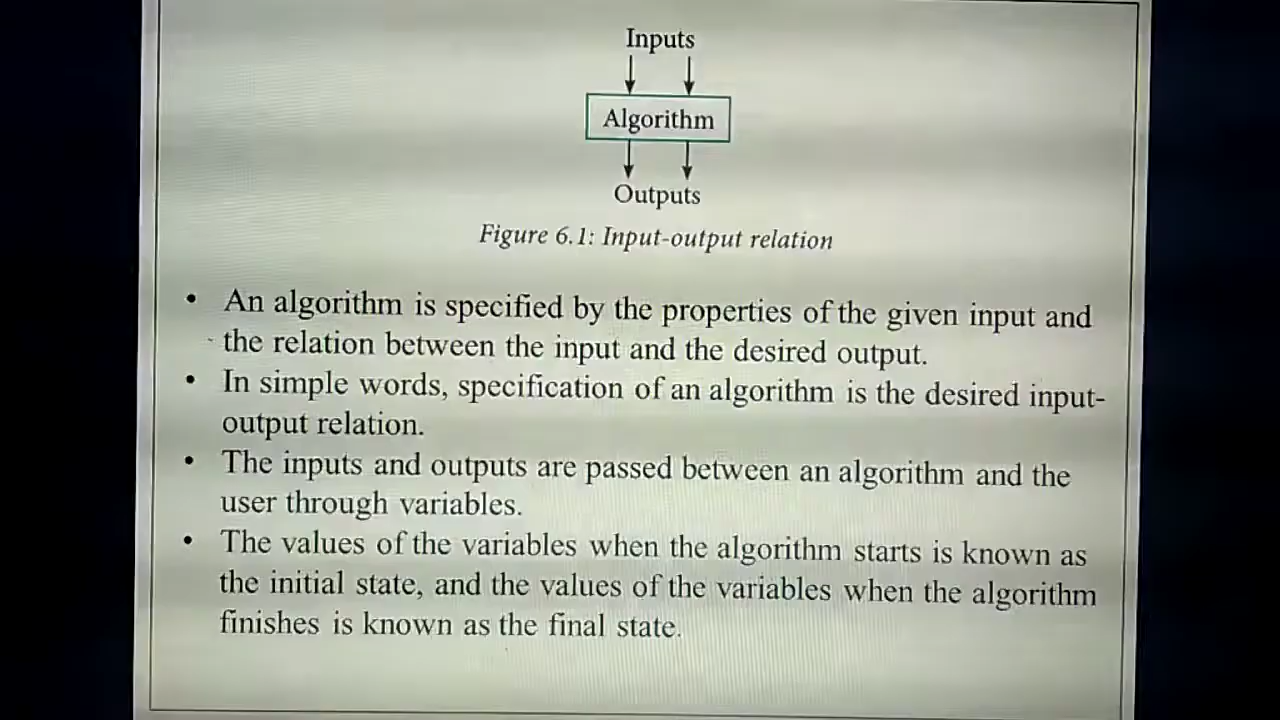 Inputs
Algorithm
Outputs
Figure 6.1: Input-output relation
• An algorithm is specified by the properties of the given input and
the relation between the input and the desired output.
• In simple words, specification of an algorithm is the desired input-
output relation.
• The inputs and outputs are passed between an algorithm and the
user through variables.
• The values of the variables when the algorithm starts is known as
the initial state, and the values of the variables when the algorithm
finishes is known as the final state.